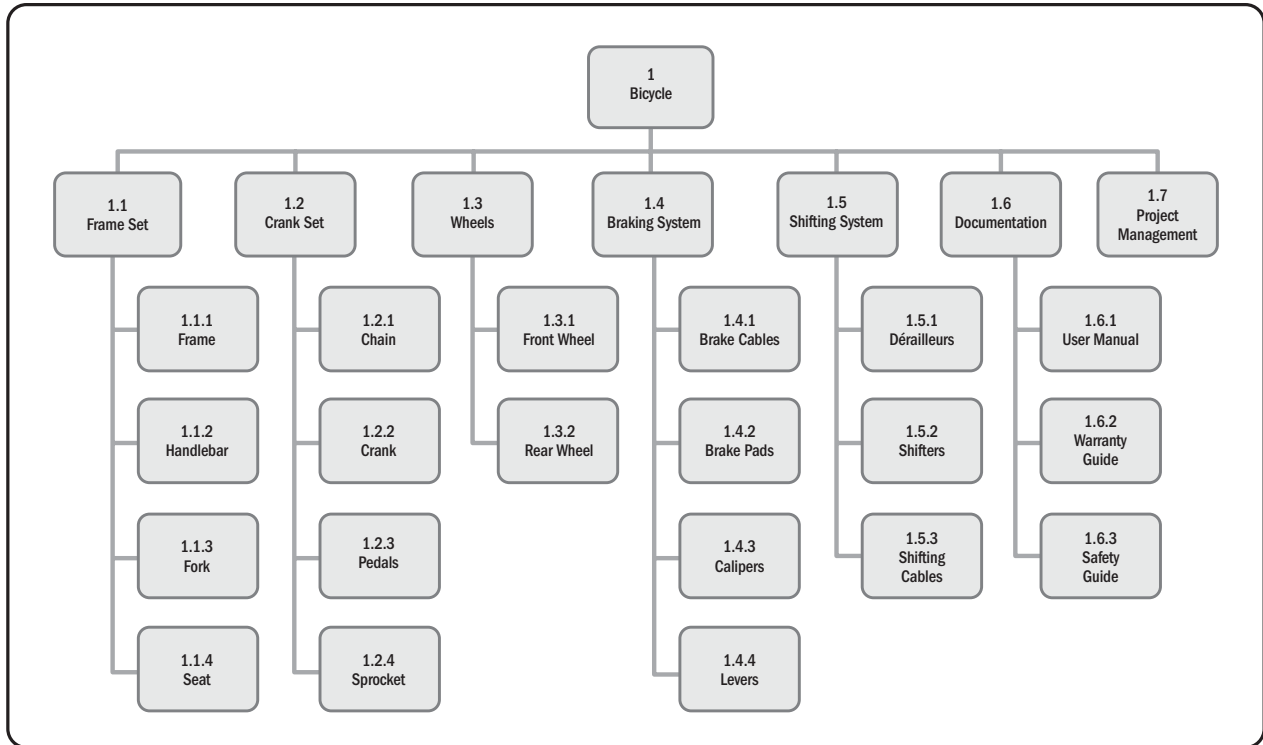 1
Bicycle
1.1
Frame Set
1.2
Crank Set
1.3
Wheels
1.4
Braking System
1.5
Shifting System
1.6
Documentation
1.7
Project
Management
1.1.1
Frame
1.1.2
Handlebar
1.1.3
Fork
1.1.4
Seat
1.2.1
Chain
1.2.2
Crank
1.2.3
Pedals
1.2.4
Sprocket
1.3.1
Front Wheel
1.3.2
Rear Wheel
1.4.1
Brake Cables
1.4.2
Brake Pads
1.4.3
Calipers
1.4.4
Levers
1.5.1
Dérailleurs
1.5.2
Shifters
1.5.3
Shifting
Cables
1.6.1
User Manual
1.6.2
Warranty
Guide
1.6.3
Safety
Guide